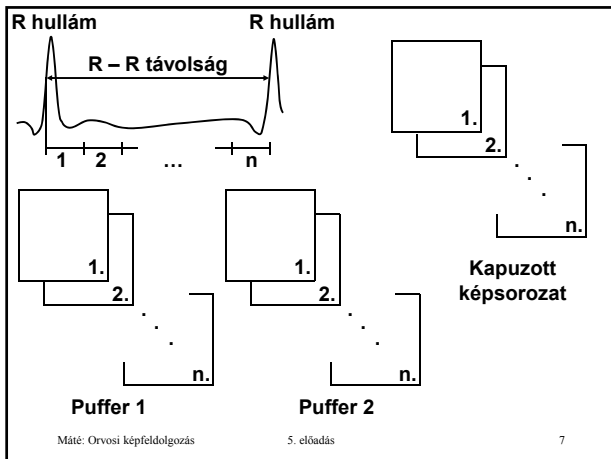 R hullám
R hullám
R – R távolság
1 2 ... n
1.
2.
n.
Kapuzott
képsorozat
1.
2.
n.
Puffer 1
1.
2.
n.
Puffer 2
Máté: Orvosi képfeldolgozás 5. előadás 7